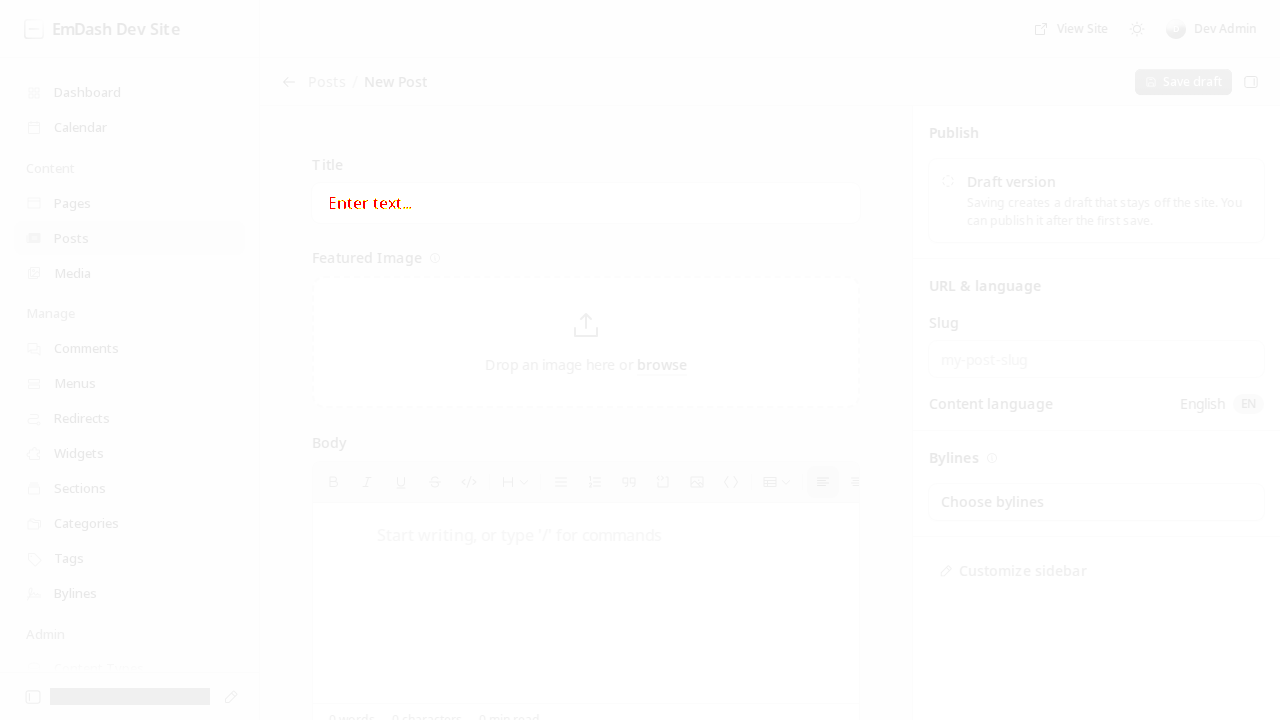 EmDash Dev Site
View Site
Dev Admin
Posts / New Post
Save draft
Dashboard
Calendar
Content
Pages
Posts
Media
Manage
Comments
Menus
Redirects
Widgets
Sections
Categories
Tags
Bylines
Admin
Content Types
Title
Enter text...
Featured Image
Drop an image here or browse
Body
Start writing, or type '/' for commands
0 words 0 characters 0 min read
Publish
Draft version
Saving creates a draft that stays off the site. You
can publish it after the first save.
URL & language
Slug
my-post-slug
Content language
English EN
Bylines
Choose bylines
Customize sidebar